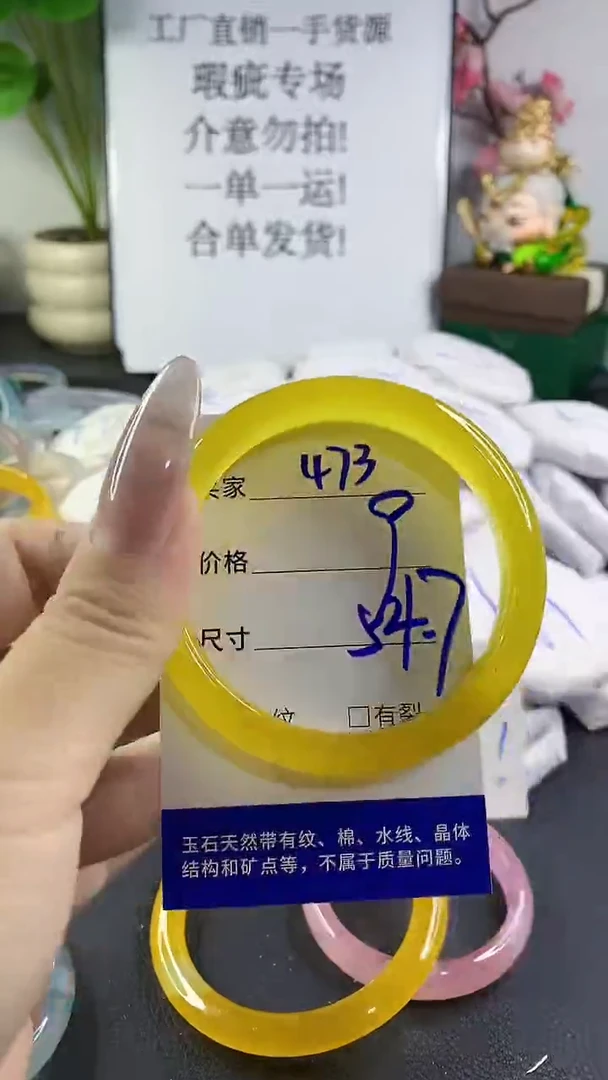 工厂直销一手货源
瑕疵专场
介意勿拍!
一单一运!
合单发货!
家 473
价格
尺寸 54.7
纹 □有裂
玉石天然带有纹、棉、水线、晶体
结构和矿点等，不属于质量问题。